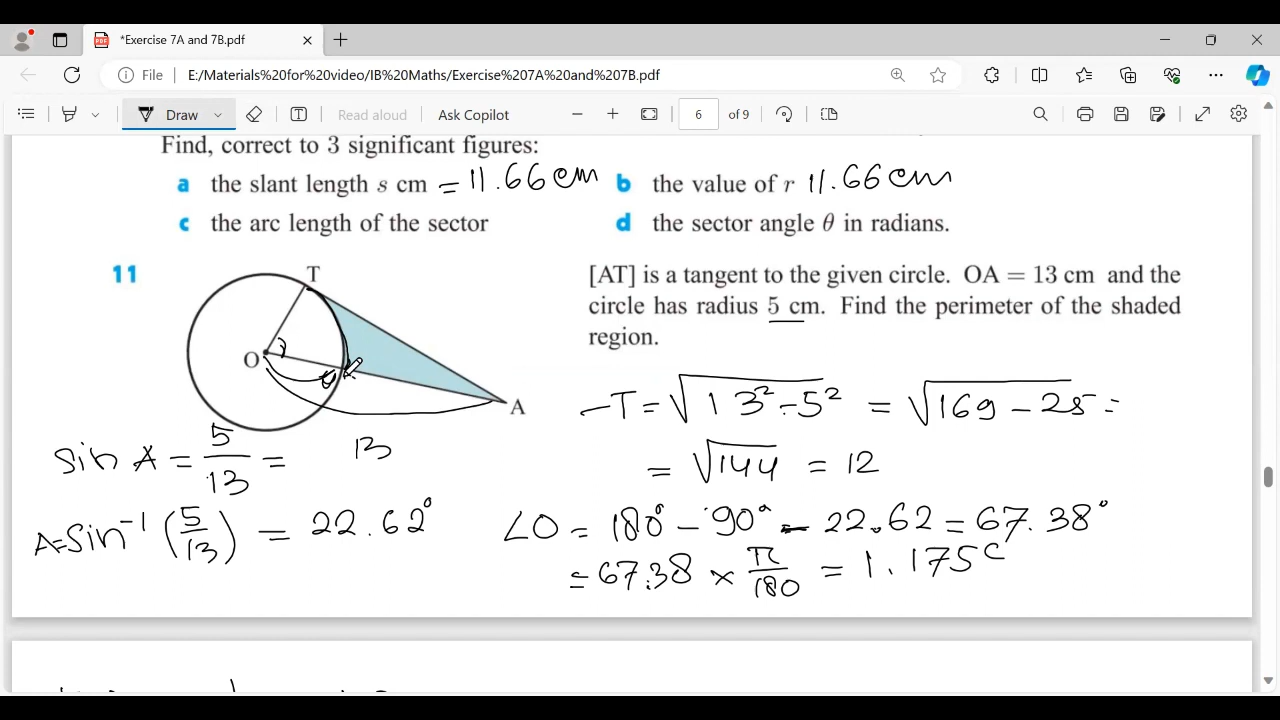 *Exercise 7A and 7B.pdf
File E:/Materials%20for%20video/IB%20Maths/Exercise%207A%20and%207B.pdf
Draw Read aloud Ask Copilot 6 of 9
Find, correct to 3 significant figures:
a the slant length s cm = 11.66 cm b the value of r 11.66 cm
c the arc length of the sector d the sector angle θ in radians.
11 T [AT] is a tangent to the given circle. OA = 13 cm and the
circle has radius 5 cm. Find the perimeter of the shaded
region.
O
A
–T = √13² – 5² = √169 – 25 =
= √144 = 12
13
sin A = 5/13 =
A = Sin⁻¹ (5/13) = 22.62°
∠O = 180° – 90° – 22.62 = 67.38°
= 67.38 × π/180 = 1.175ᶜ